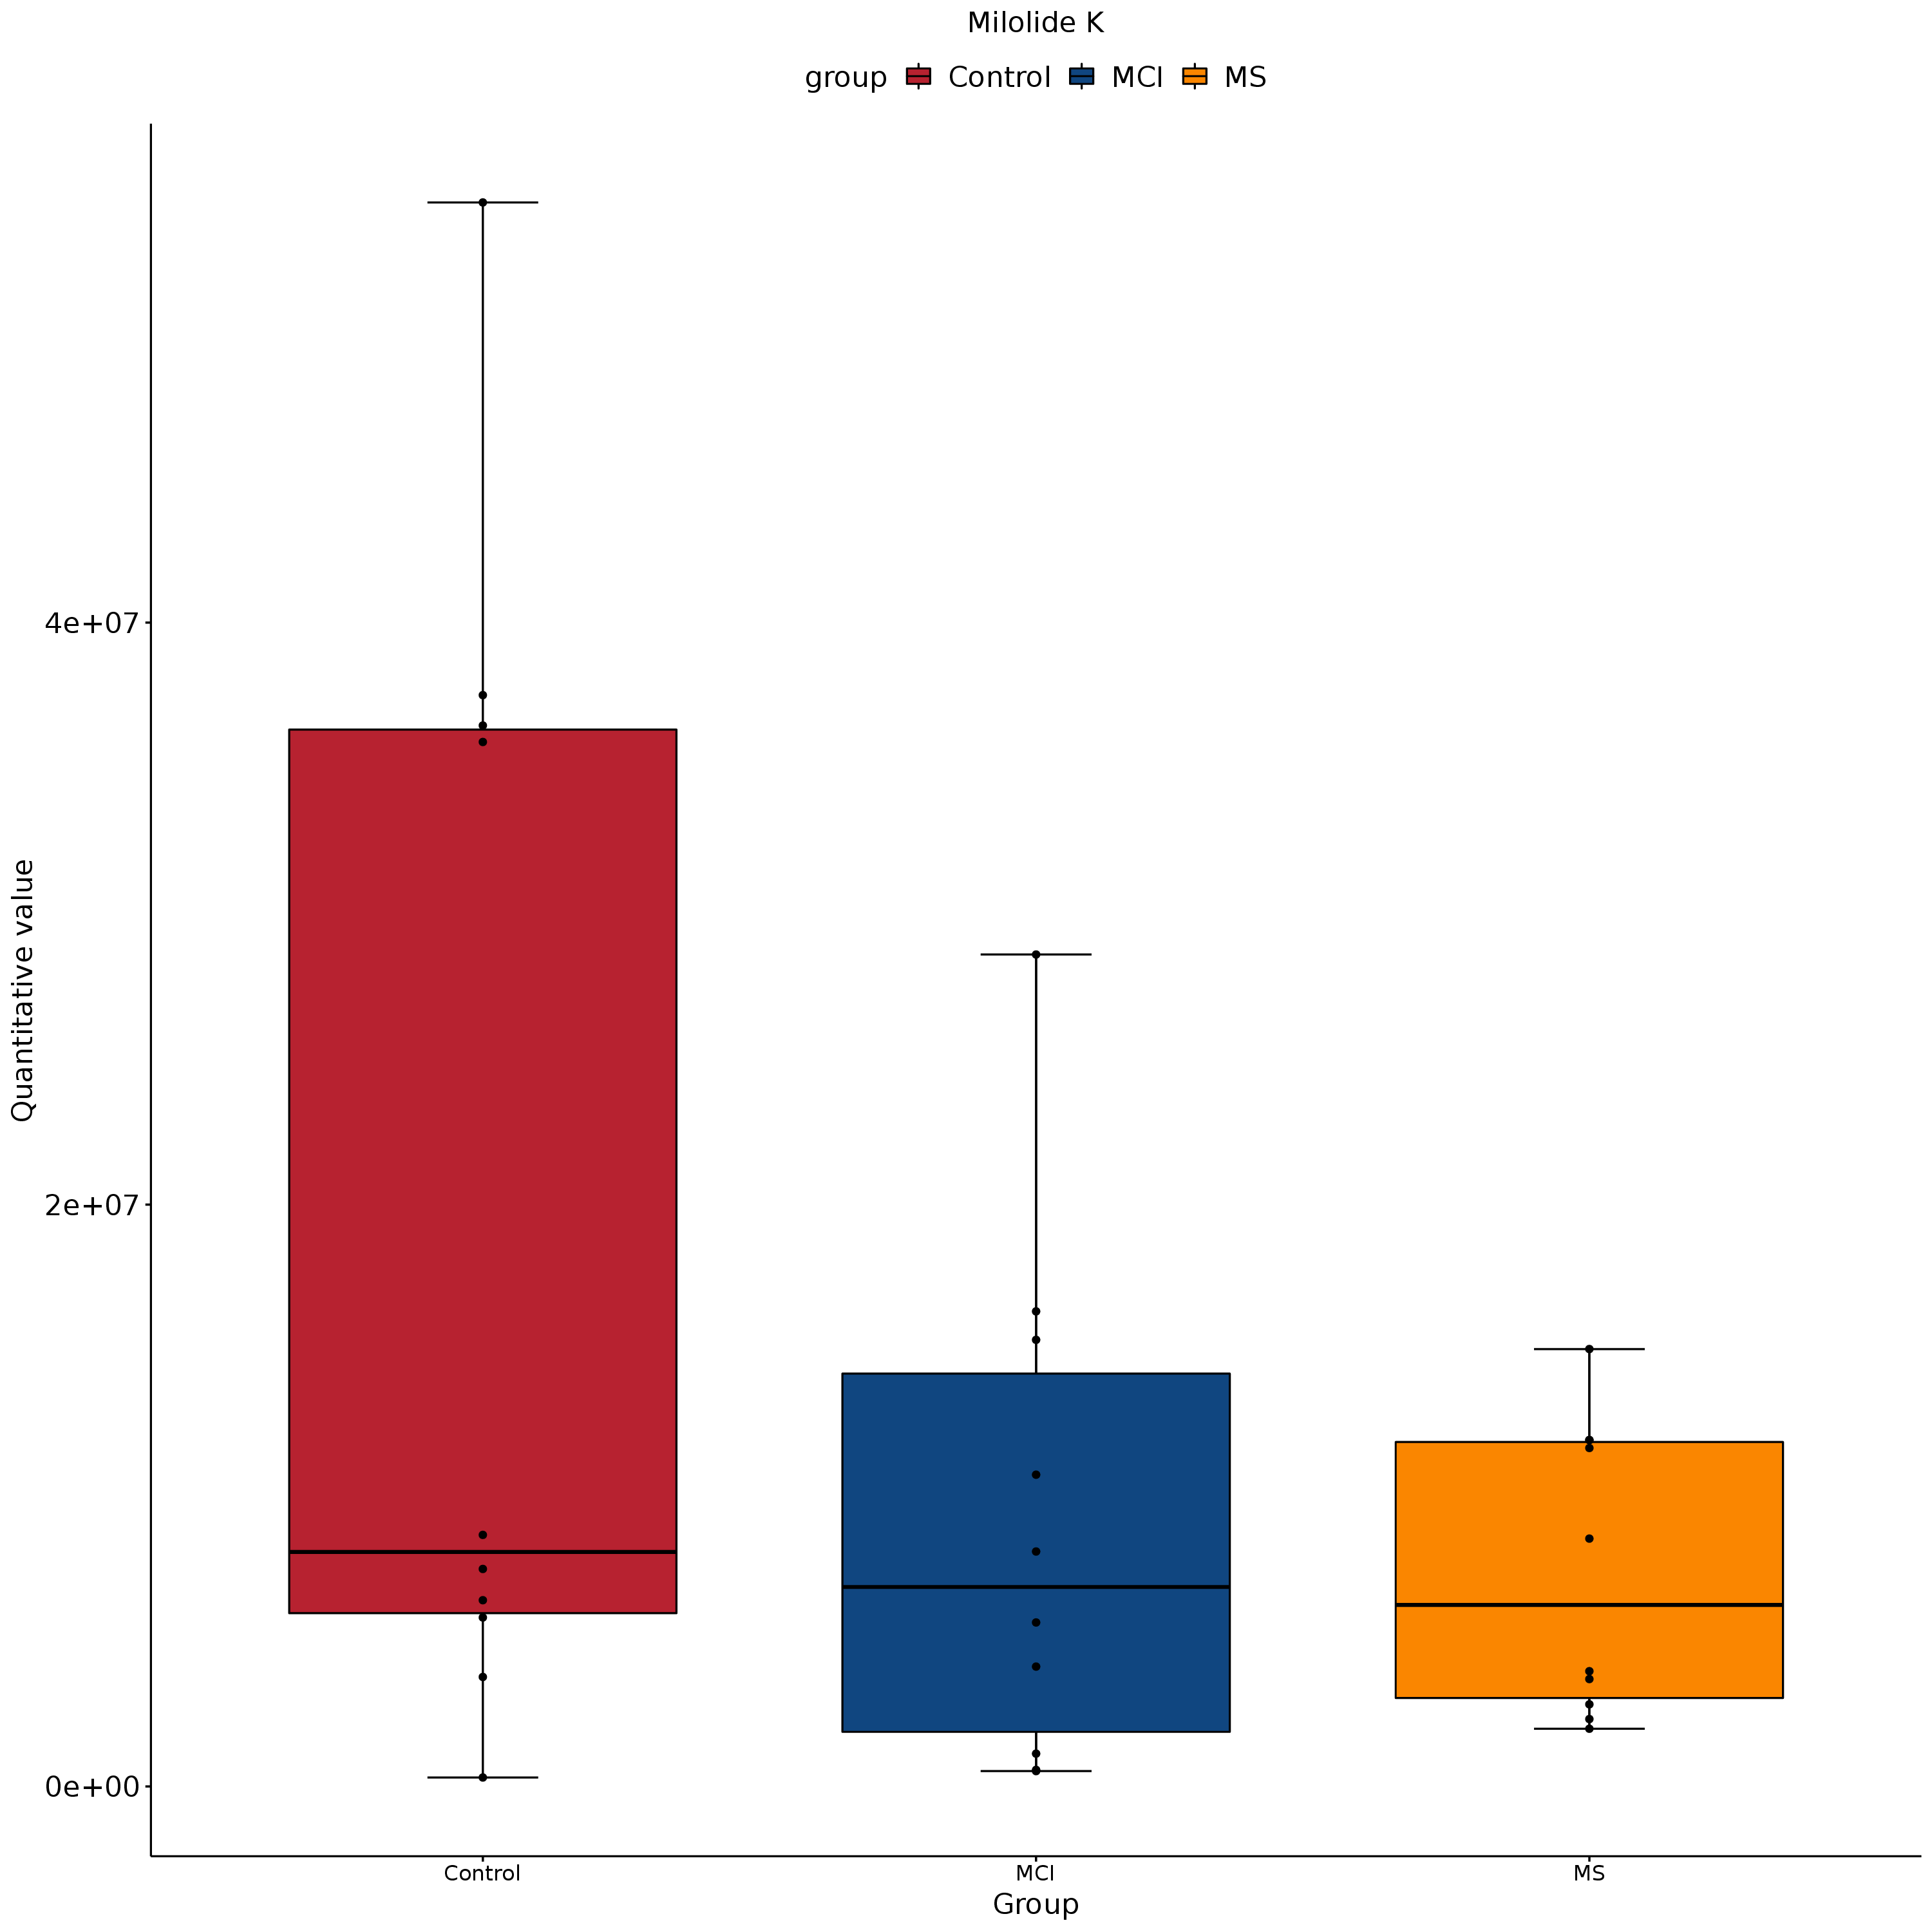 Milolide K
group Control MCI MS
Quantitative value
4e+07
2e+07
0e+00
Control MCI MS
Group